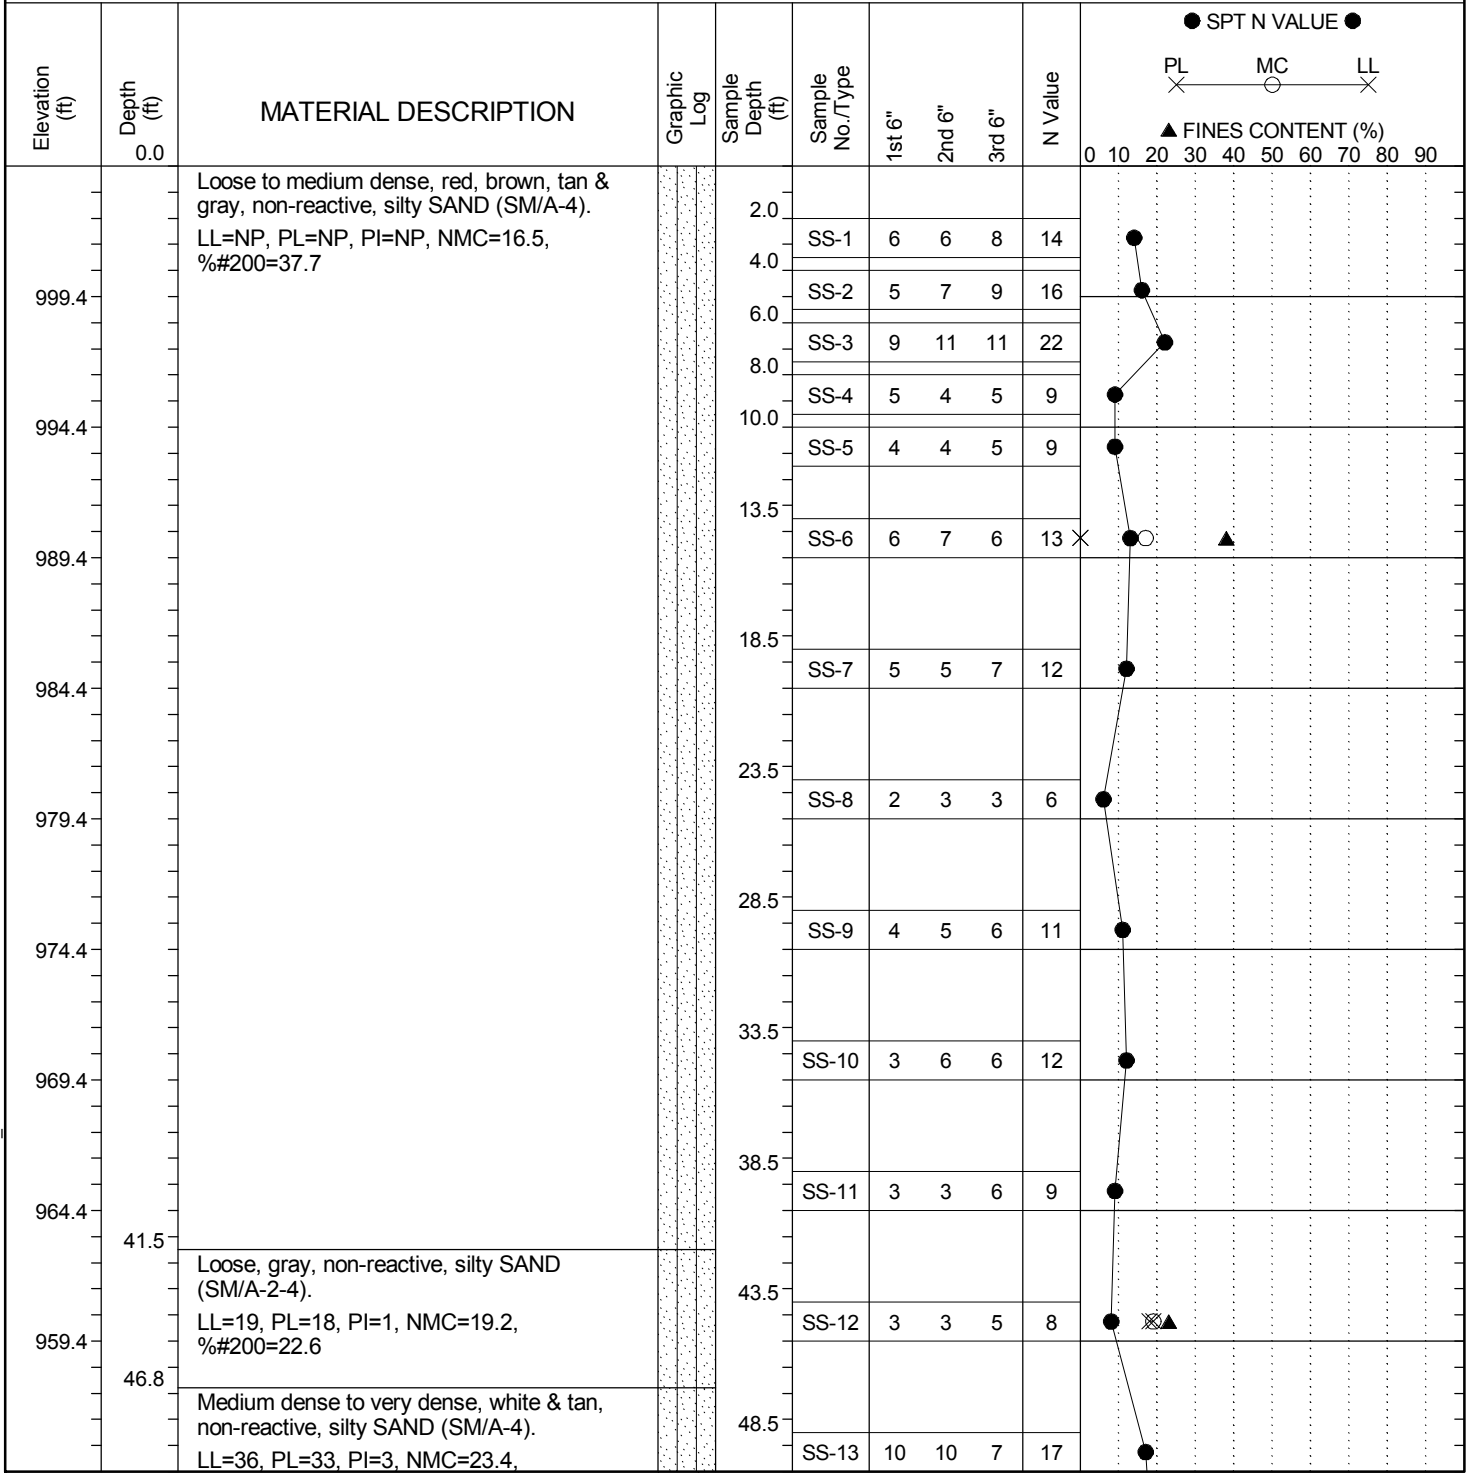 ● SPT N VALUE ●
PL MC LL
▲ FINES CONTENT (%)
0 10 20 30 40 50 60 70 80 90
Elevation (ft)
Depth (ft)
0.0
MATERIAL DESCRIPTION
Graphic Log
Sample Depth (ft)
Sample No./Type
1st 6"
2nd 6"
3rd 6"
N Value
Loose to medium dense, red, brown, tan &
gray, non-reactive, silty SAND (SM/A-4).
LL=NP, PL=NP, PI=NP, NMC=16.5,
%#200=37.7
2.0
SS-1 6 6 8 14
4.0
999.4 SS-2 5 7 9 16
6.0
SS-3 9 11 11 22
8.0
SS-4 5 4 5 9
10.0
994.4
SS-5 4 4 5 9
13.5
SS-6 6 7 6 13
989.4
18.5
SS-7 5 5 7 12
984.4
23.5
SS-8 2 3 3 6
979.4
28.5
SS-9 4 5 6 11
974.4
33.5
SS-10 3 6 6 12
969.4
38.5
SS-11 3 3 6 9
964.4
41.5
Loose, gray, non-reactive, silty SAND
(SM/A-2-4).
43.5
LL=19, PL=18, PI=1, NMC=19.2,
SS-12 3 3 5 8
%#200=22.6
959.4
46.8
Medium dense to very dense, white & tan,
non-reactive, silty SAND (SM/A-4).
48.5
LL=36, PL=33, PI=3, NMC=23.4,
SS-13 10 10 7 17